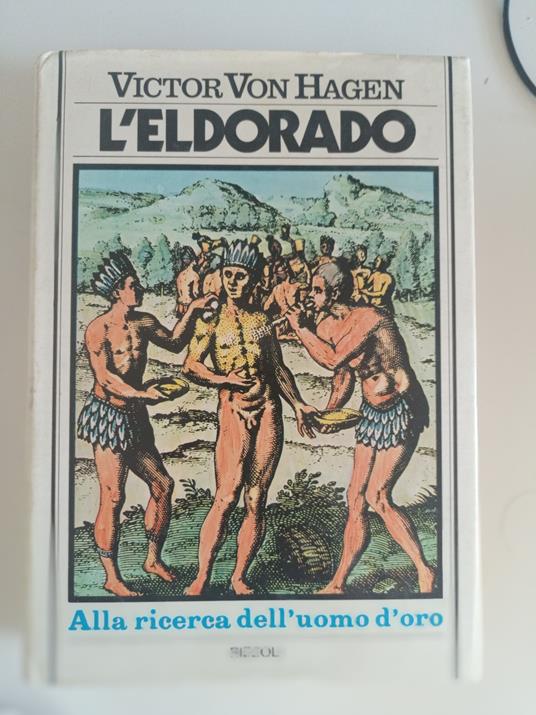 VICTOR VON HAGEN
L'ELDORADO
Alla ricerca dell'uomo d'oro